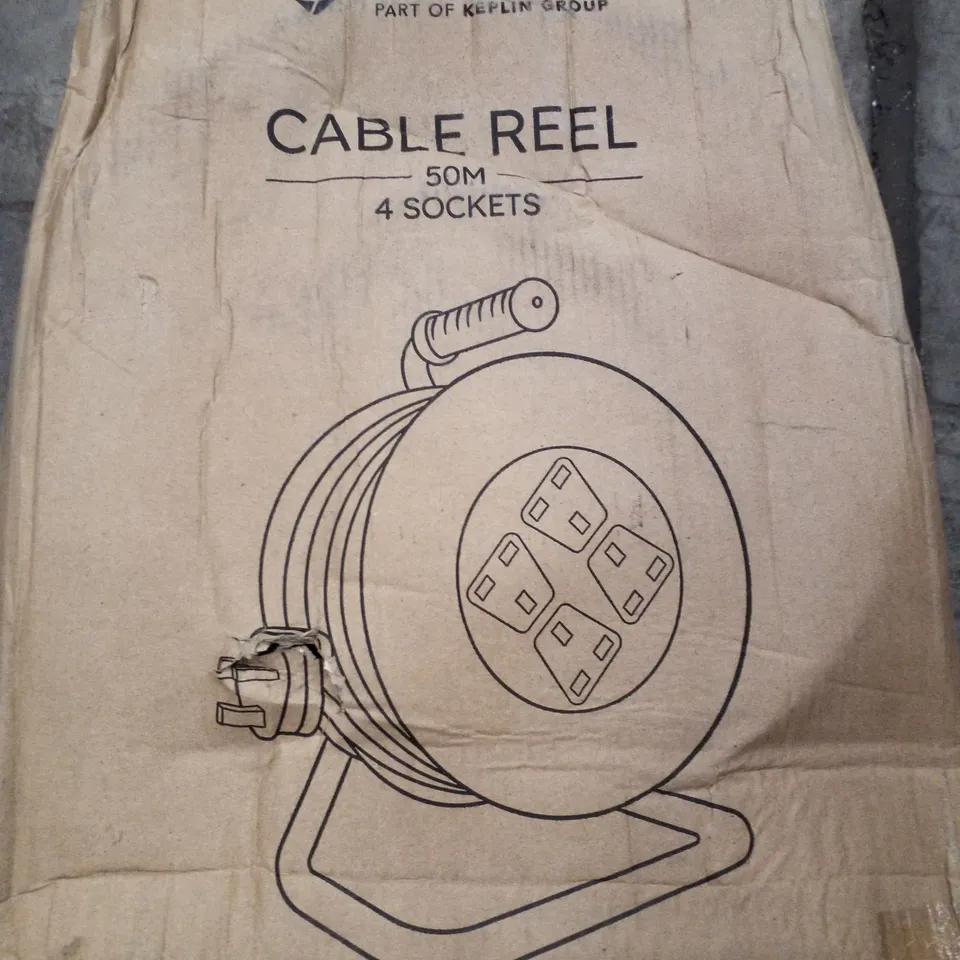 PART OF KEPLIN GROUP
CABLE REEL
50M
4 SOCKETS